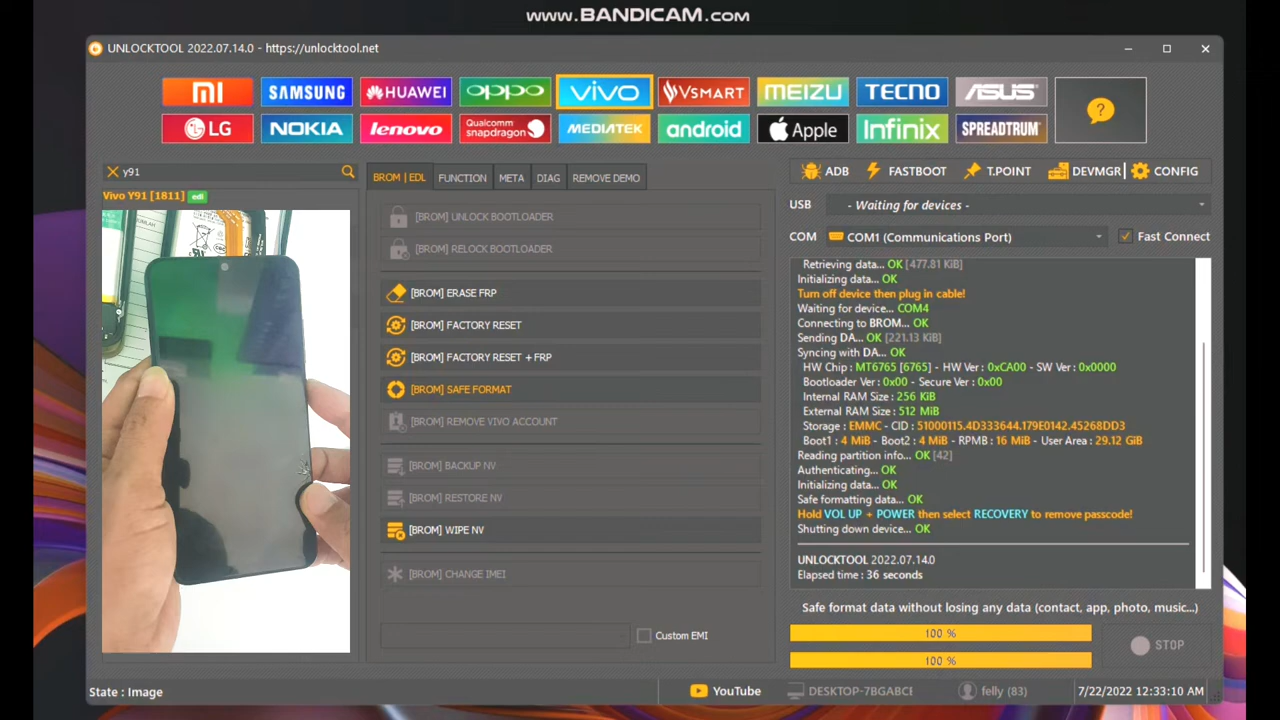 www.BANDICAM.com
UNLOCKTOOL 2022.07.14.0 - https://unlocktool.net
mi SAMSUNG HUAWEI oppo vivo VSMART MEIZU TECNO ASUS
LG NOKIA lenovo Qualcomm snapdragon MEDIATEK android Apple Infinix SPREADTRUM
y91
Vivo Y91 [1811] edl
BROM | EDL FUNCTION META DIAG REMOVE DEMO
[BROM] UNLOCK BOOTLOADER
[BROM] RELOCK BOOTLOADER
[BROM] ERASE FRP
[BROM] FACTORY RESET
[BROM] FACTORY RESET + FRP
[BROM] SAFE FORMAT
[BROM] REMOVE VIVO ACCOUNT
[BROM] BACKUP NV
[BROM] RESTORE NV
[BROM] WIPE NV
[BROM] CHANGE IMEI
Custom EMI
ADB FASTBOOT T.POINT DEVMGR CONFIG
USB - Waiting for devices -
COM COM1 (Communications Port) Fast Connect
Retrieving data... OK [477.81 KiB]
Initializing data... OK
Turn off device then plug in cable!
Waiting for device... COM4
Connecting to BROM... OK
Sending DA... OK [221.13 KiB]
Syncing with DA... OK
HW Chip : MT6765 [6765] - HW Ver : 0xCA00 - SW Ver : 0x0000
Bootloader Ver : 0x00 - Secure Ver : 0x00
Internal RAM Size : 256 KiB
External RAM Size : 512 MiB
Storage : EMMC - CID : 51000115.4D333644.179E0142.45268DD3
Boot1 : 4 MiB - Boot2 : 4 MiB - RPMB : 16 MiB - User Area : 29.12 GiB
Reading partition info... OK [42]
Authenticating... OK
Initializing data... OK
Safe formatting data... OK
Hold VOL UP + POWER then select RECOVERY to remove passcode!
Shutting down device... OK
UNLOCKTOOL 2022.07.14.0
Elapsed time : 36 seconds
Safe format data without losing any data (contact, app, photo, music...)
100 %
100 %
STOP
State : Image YouTube DESKTOP-7BGABCE felly (83) 7/22/2022 12:33:10 AM